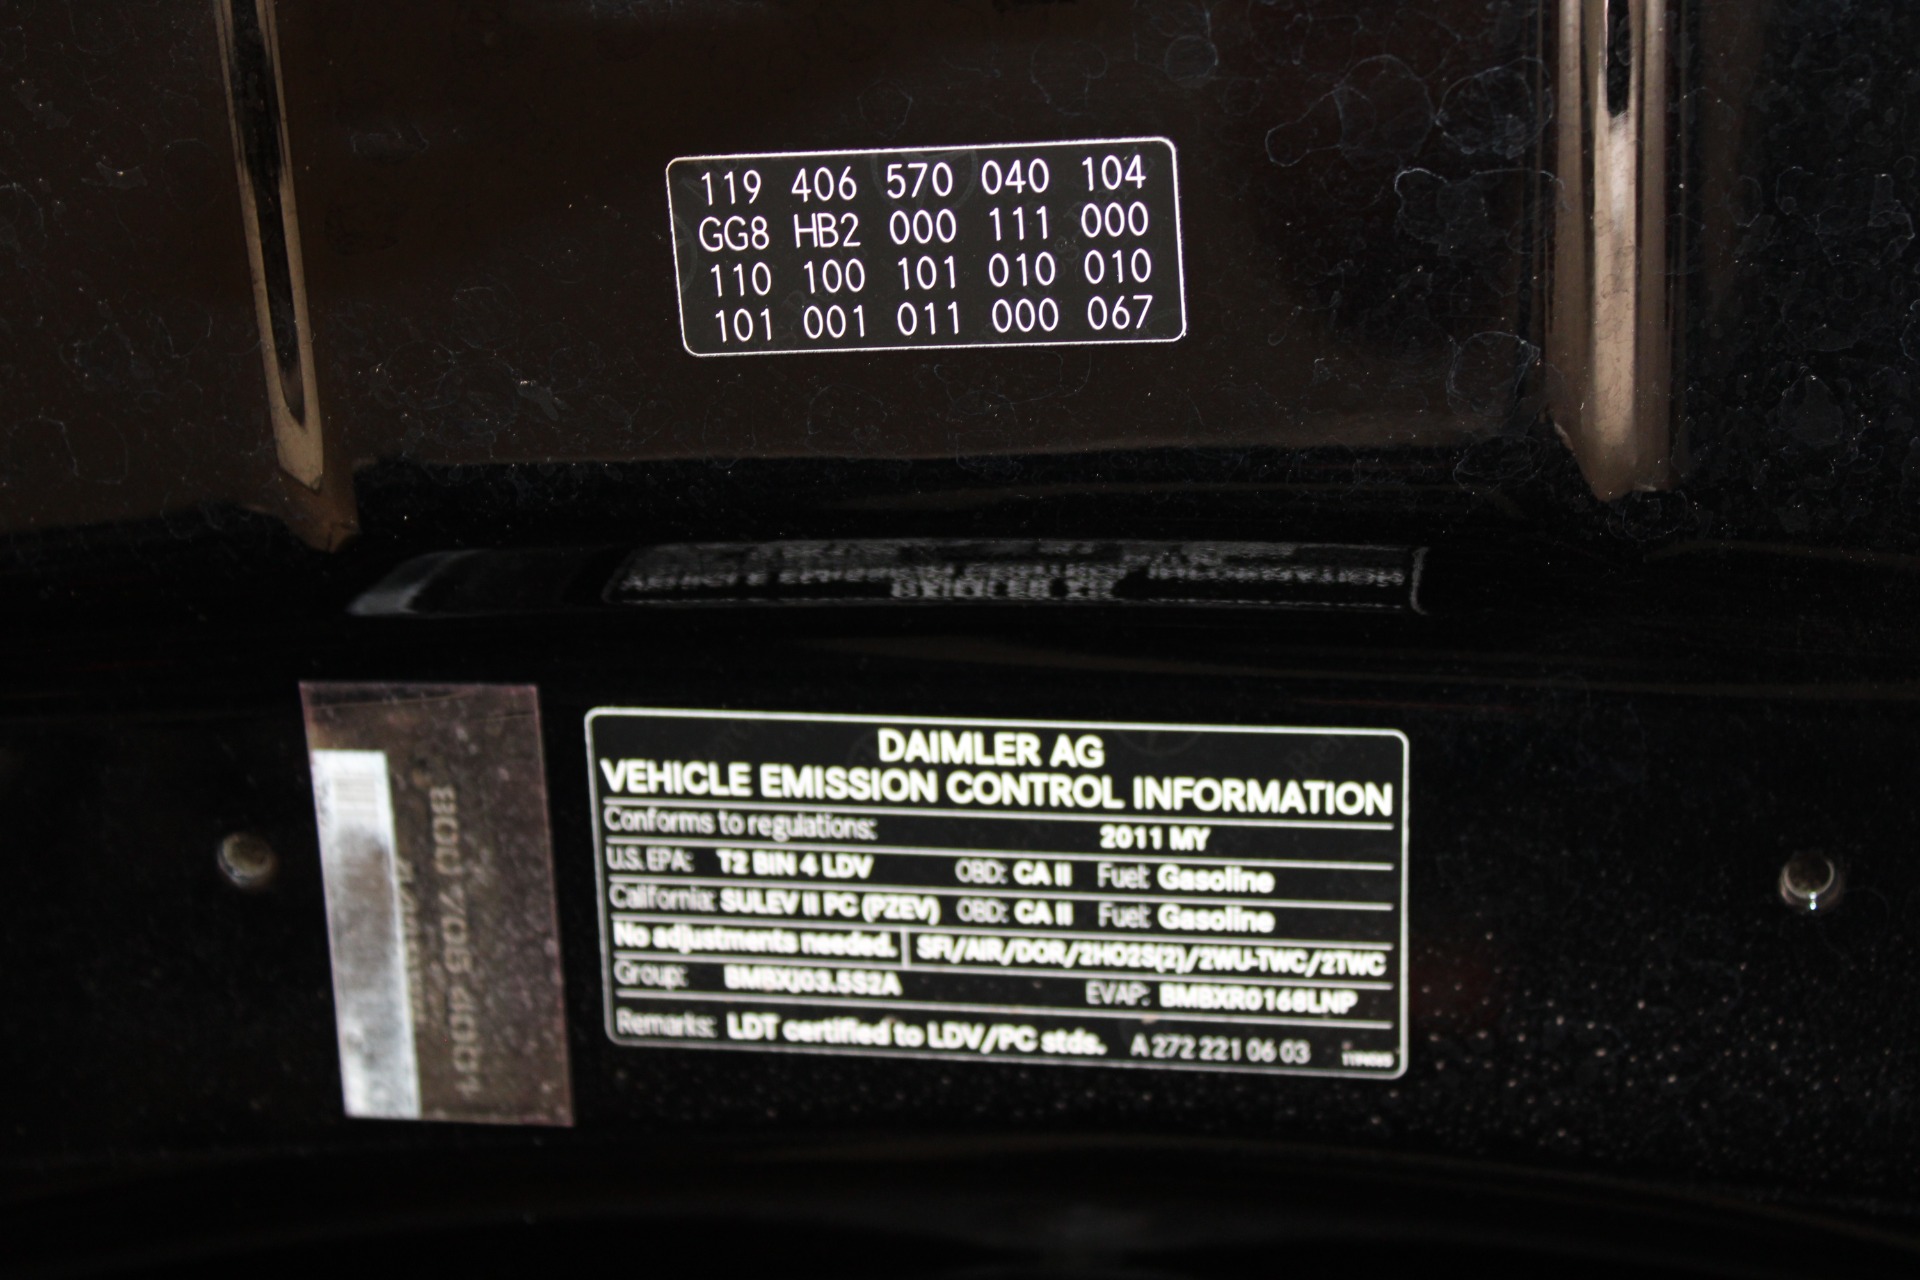 119 406 570 040 104
GG8 HB2 000 111 000
110 100 101 010 010
101 001 011 000 067
DAIMLER AG
VEHICLE EMISSION CONTROL INFORMATION
Conforms to regulations: 2011 MY
U.S. EPA: T2 BIN 4 LDV OBD: CA II Fuel: Gasoline
California: SULEV II PC (PZEV) OBD: CA II Fuel: Gasoline
No adjustments needed. SFI/AIR/DOR/2HO2S(2)/2WU-TWC/2TWC
Group: BMBXJ03.5S2A EVAP: BMBXR0168LNP
Remarks: LDT certified to LDV/PC stds. A 272 221 06 03